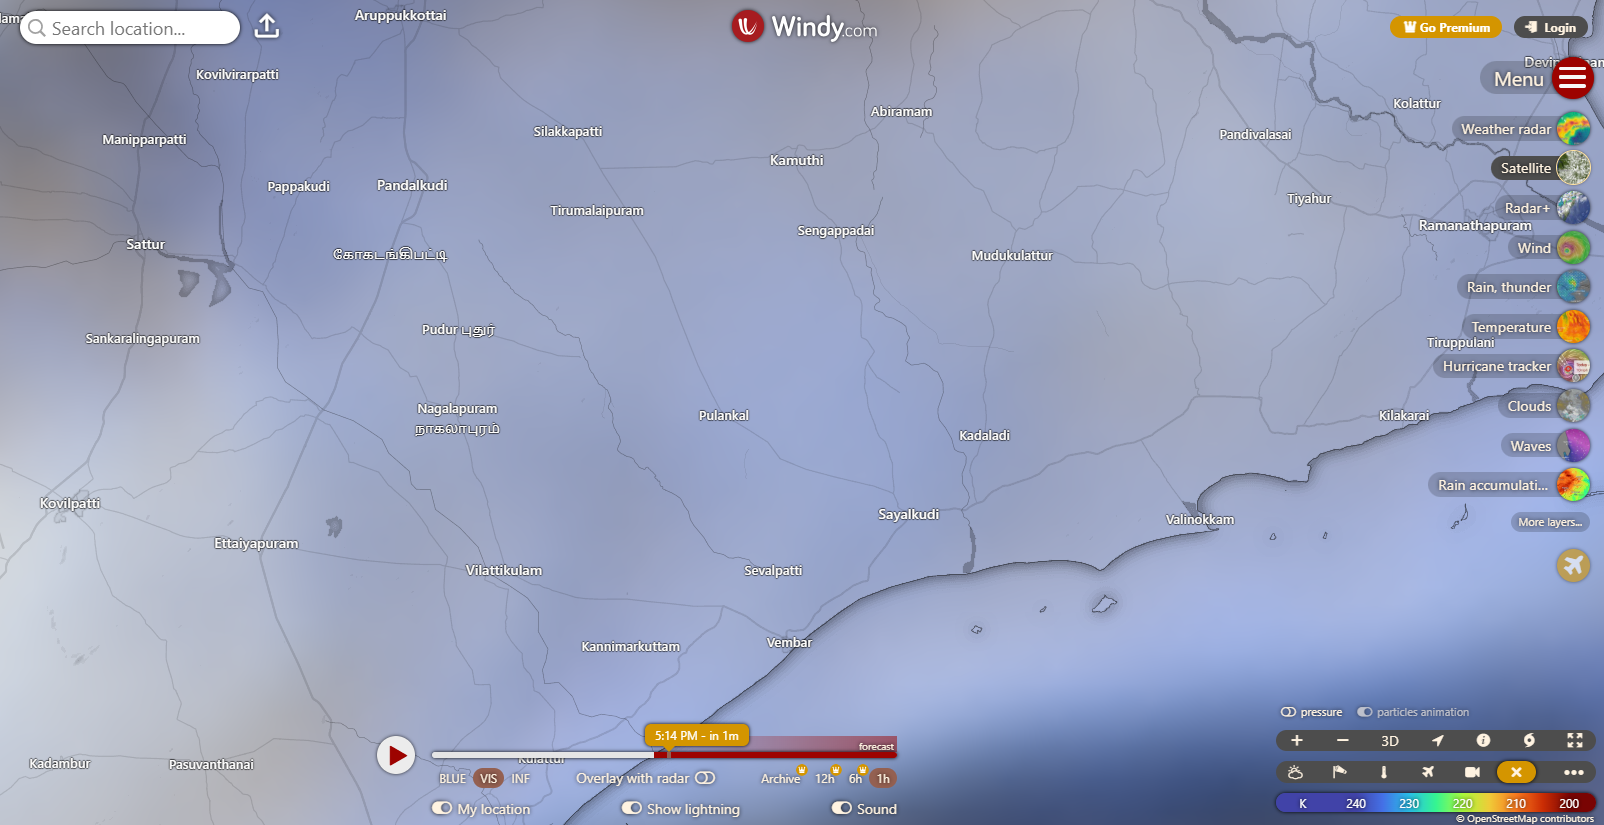 Search location...
Aruppukkottai
Windy.com
Go Premium
Login
Menu
Kovilvirarpatti
Abiramam
Kolattur
Manipparpatti
Silakkapatti
Pandivalasai
Weather radar
Kamuthi
Satellite
Pappakudi
Pandalkudi
Tirumalaipuram
Tiyahur
Radar+
Sengappadai
Ramanathapuram
Sattur
கோகடங்கிபட்டி
Mudukulattur
Wind
Rain, thunder
Sankaralingapuram
Pudur புதுர்
Temperature
Tiruppulani
Hurricane tracker
Nagalapuram
நாகலாபுரம்
Pulankal
Kadaladi
Kilakarai
Clouds
Waves
Rain accumulati...
Kovilpatti
Sayalkudi
Valinokkam
More layers...
Ettaiyapuram
Vilattikulam
Sevalpatti
Kannimarkuttam
Vembar
pressure
particles animation
5:14 PM - in 1m
forecast
3D
Kadambur
Pasuvanthanai
Kulattur
BLUE VIS INF
Overlay with radar
Archive 12h 6h 1h
My location
Show lightning
Sound
K 240 230 220 210 200
© OpenStreetMap contributors